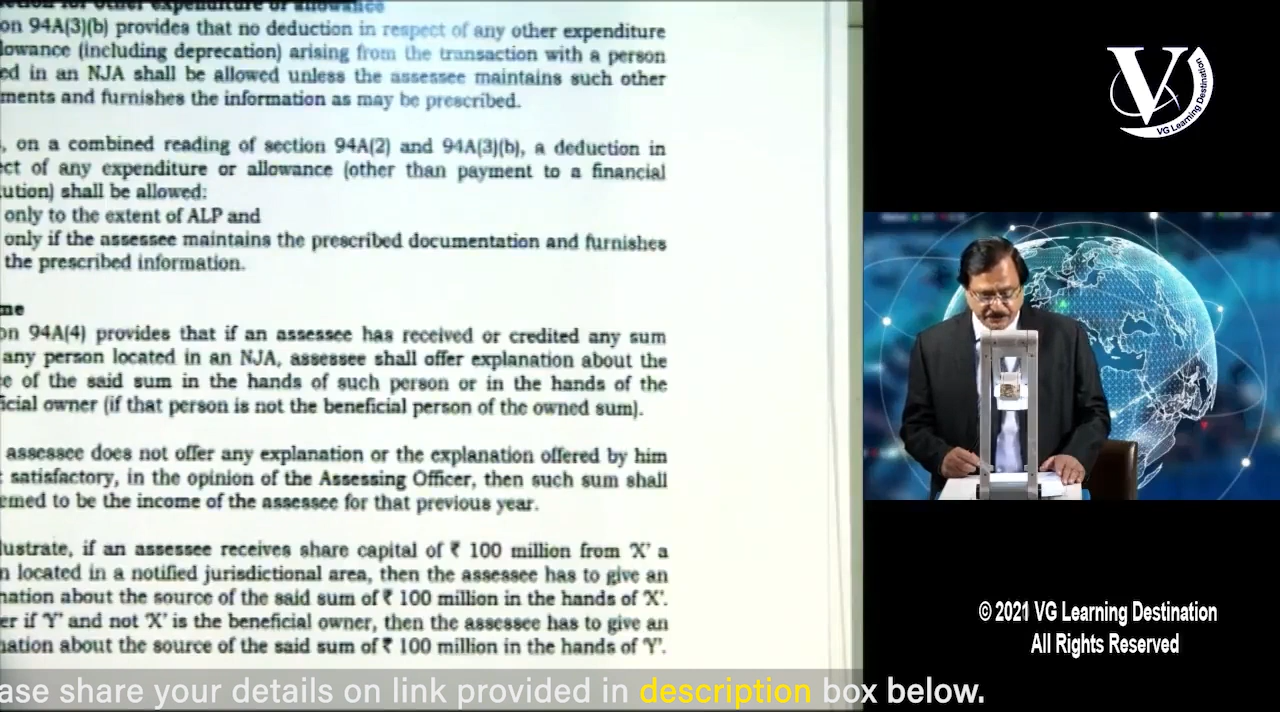 ection for other expenditure or allowance
on 94A(3)(b) provides that no deduction in respect of any other expenditure
lowance (including deprecation) arising from the transaction with a person
ed in an NJA shall be allowed unless the assessee maintains such other
ments and furnishes the information as may be prescribed.
, on a combined reading of section 94A(2) and 94A(3)(b), a deduction in
ct of any expenditure or allowance (other than payment to a financial
ution) shall be allowed:
only to the extent of ALP and
only if the assessee maintains the prescribed documentation and furnishes
the prescribed information.
me
on 94A(4) provides that if an assessee has received or credited any sum
any person located in an NJA, assessee shall offer explanation about the
e of the said sum in the hands of such person or in the hands of the
icial owner (if that person is not the beneficial person of the owned sum).
assessee does not offer any explanation or the explanation offered by him
satisfactory, in the opinion of the Assessing Officer, then such sum shall
emed to be the income of the assessee for that previous year.
lustrate, if an assessee receives share capital of ₹ 100 million from 'X' a
n located in a notified jurisdictional area, then the assessee has to give an
nation about the source of the said sum of ₹ 100 million in the hands of 'X'.
er if 'Y' and not 'X' is the beneficial owner, then the assessee has to give an
nation about the source of the said sum of ₹ 100 million in the hands of 'Y'.
V
VG Learning Destination
© 2021 VG Learning Destination
All Rights Reserved
ase share your details on link provided in description box below.